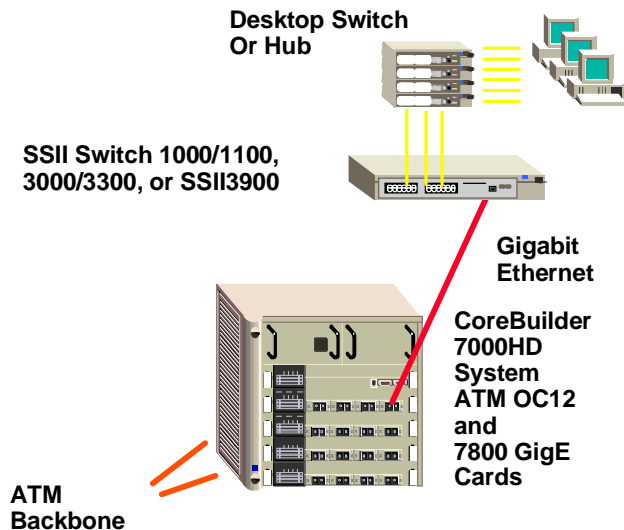 Desktop Switch
Or Hub
SSII Switch 1000/1100,
3000/3300, or SSII3900
Gigabit
Ethernet
CoreBuilder
7000HD
System
ATM OC12
and
7800 GigE
Cards
ATM
Backbone